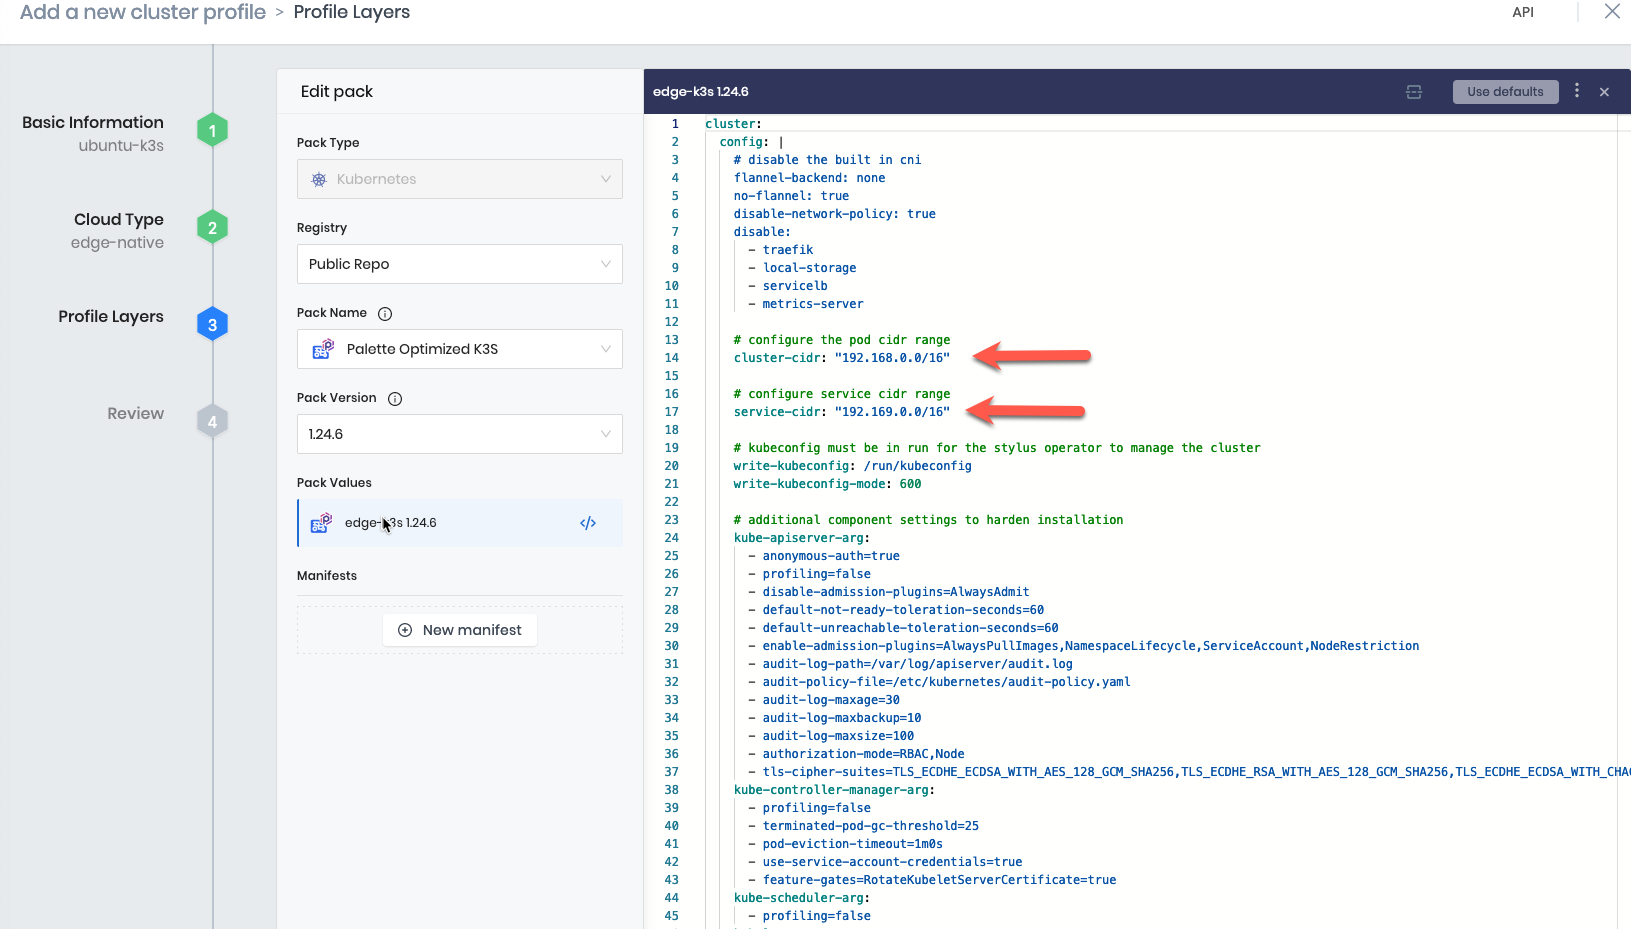 Add a new cluster profile > Profile Layers
API
Basic Information
ubuntu-k3s
1
Cloud Type
edge-native
2
Profile Layers
3
Review
4
Edit pack
Pack Type
Kubernetes
Registry
Public Repo
Pack Name
Palette Optimized K3S
Pack Version
1.24.6
Pack Values
edge-k3s 1.24.6 </>
Manifests
New manifest
edge-k3s 1.24.6
Use defaults
1 cluster:
2 config: |
3 # disable the built in cni
4 flannel-backend: none
5 no-flannel: true
6 disable-network-policy: true
7 disable:
8 - traefik
9 - local-storage
10 - servicelb
11 - metrics-server
12
13 # configure the pod cidr range
14 cluster-cidr: "192.168.0.0/16"
15
16 # configure service cidr range
17 service-cidr: "192.169.0.0/16"
18
19 # kubeconfig must be in run for the stylus operator to manage the cluster
20 write-kubeconfig: /run/kubeconfig
21 write-kubeconfig-mode: 600
22
23 # additional component settings to harden installation
24 kube-apiserver-arg:
25 - anonymous-auth=true
26 - profiling=false
27 - disable-admission-plugins=AlwaysAdmit
28 - default-not-ready-toleration-seconds=60
29 - default-unreachable-toleration-seconds=60
30 - enable-admission-plugins=AlwaysPullImages,NamespaceLifecycle,ServiceAccount,NodeRestriction
31 - audit-log-path=/var/log/apiserver/audit.log
32 - audit-policy-file=/etc/kubernetes/audit-policy.yaml
33 - audit-log-maxage=30
34 - audit-log-maxbackup=10
35 - audit-log-maxsize=100
36 - authorization-mode=RBAC,Node
37 - tls-cipher-suites=TLS_ECDHE_ECDSA_WITH_AES_128_GCM_SHA256,TLS_ECDHE_RSA_WITH_AES_128_GCM_SHA256,TLS_ECDHE_ECDSA_WITH_CHA
38 kube-controller-manager-arg:
39 - profiling=false
40 - terminated-pod-gc-threshold=25
41 - pod-eviction-timeout=1m0s
42 - use-service-account-credentials=true
43 - feature-gates=RotateKubeletServerCertificate=true
44 kube-scheduler-arg:
45 - profiling=false